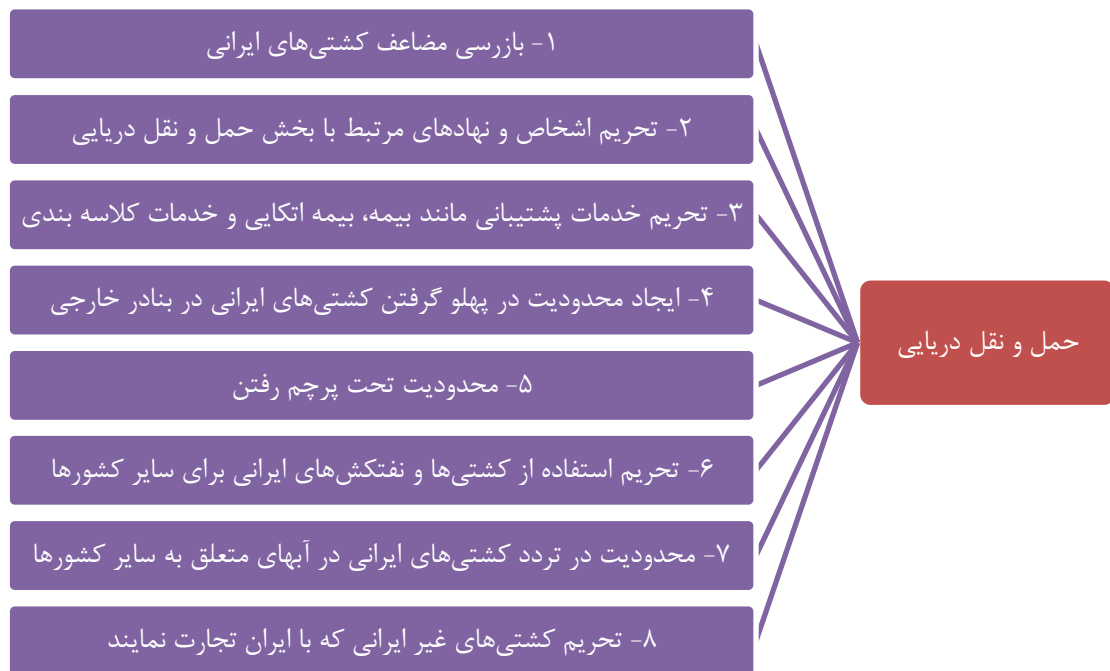 حمل و نقل دریایی
۱- بازرسی مضاعف کشتی‌های ایرانی
۲- تحریم اشخاص و نهادهای مرتبط با بخش حمل و نقل دریایی
۳- تحریم خدمات پشتیبانی مانند بیمه، بیمه اتکایی و خدمات کلاسه بندی
۴- ایجاد محدودیت در پهلو گرفتن کشتی‌های ایرانی در بنادر خارجی
۵- محدودیت تحت پرچم رفتن
۶- تحریم استفاده از کشتی‌ها و نفتکش‌های ایرانی برای سایر کشورها
۷- محدودیت در تردد کشتی‌های ایرانی در آبهای متعلق به سایر کشورها
۸- تحریم کشتی‌های غیر ایرانی که با ایران تجارت نمایند